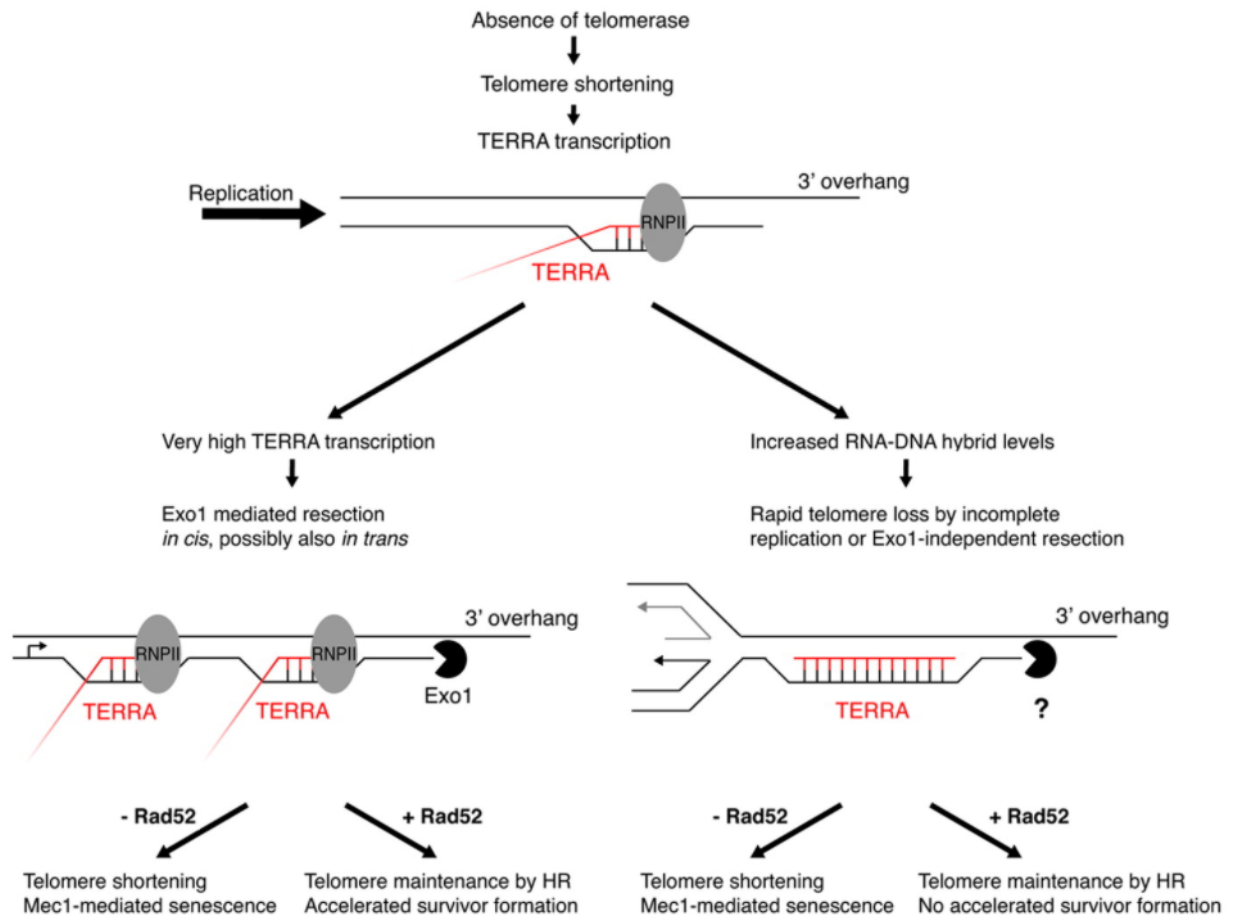 Absence of telomerase
Telomere shortening
TERRA transcription
3' overhang
Replication
RNPII
TERRA
Very high TERRA transcription
Exo1 mediated resection
in cis, possibly also in trans
Increased RNA-DNA hybrid levels
Rapid telomere loss by incomplete
replication or Exo1-independent resection
3' overhang
RNPII
RNPII
Exo1
TERRA
TERRA
3' overhang
TERRA
?
- Rad52
+ Rad52
Telomere shortening
Mec1-mediated senescence
Telomere maintenance by HR
Accelerated survivor formation
- Rad52
+ Rad52
Telomere shortening
Mec1-mediated senescence
Telomere maintenance by HR
No accelerated survivor formation